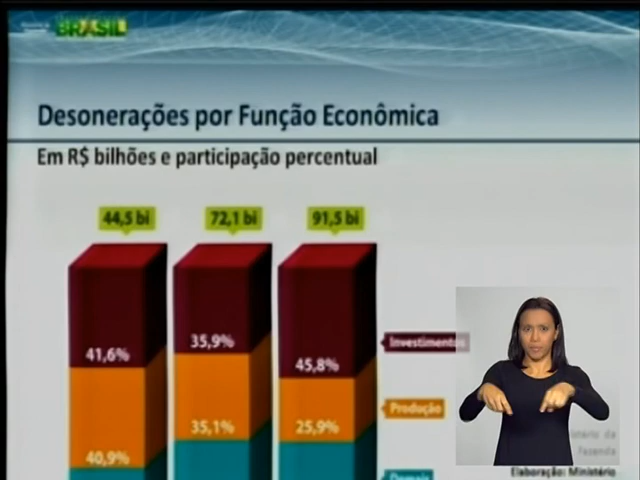 BRASIL
Desonerações por Função Econômica
Em R$ bilhões e participação percentual
44,5 bi 72,1 bi 91,5 bi
41,6% 35,9% 45,8% Investimentos
40,9% 35,1% 25,9% Produção
Fazenda
Elaboração: Ministério